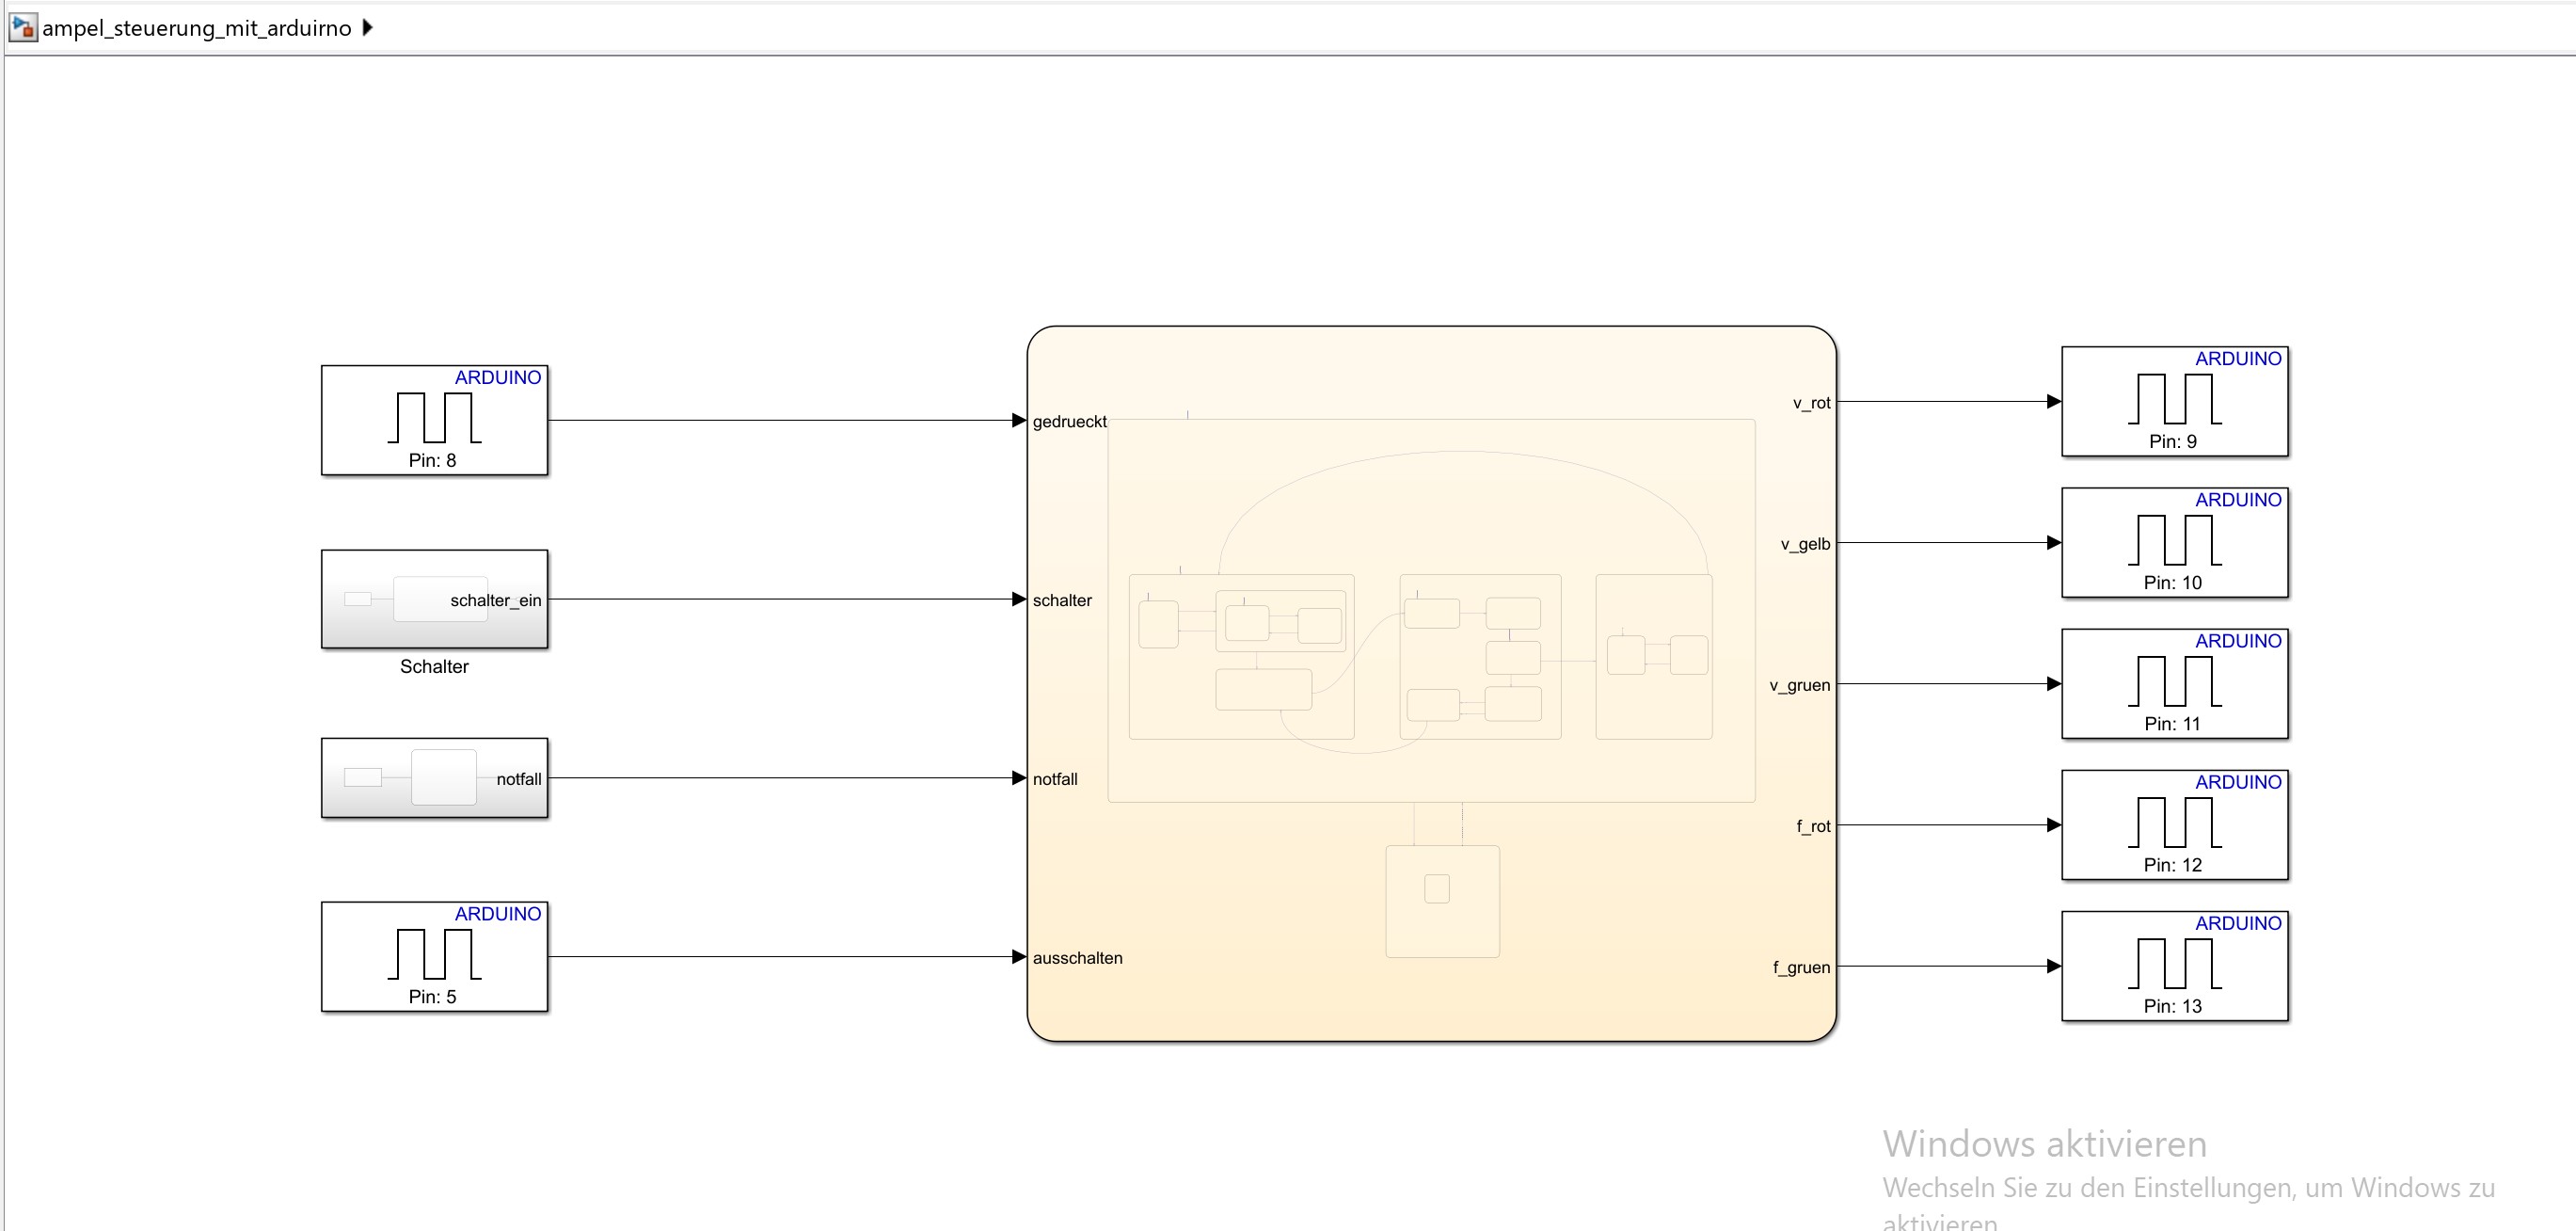 ampel_steuerung_mit_arduirno
ARDUINO
Pin: 8
schalter_ein
Schalter
notfall
ARDUINO
Pin: 5
gedrueckt
schalter
notfall
ausschalten
v_rot
v_gelb
v_gruen
f_rot
f_gruen
ARDUINO
Pin: 9
ARDUINO
Pin: 10
ARDUINO
Pin: 11
ARDUINO
Pin: 12
ARDUINO
Pin: 13
Windows aktivieren
Wechseln Sie zu den Einstellungen, um Windows zu
aktivieren